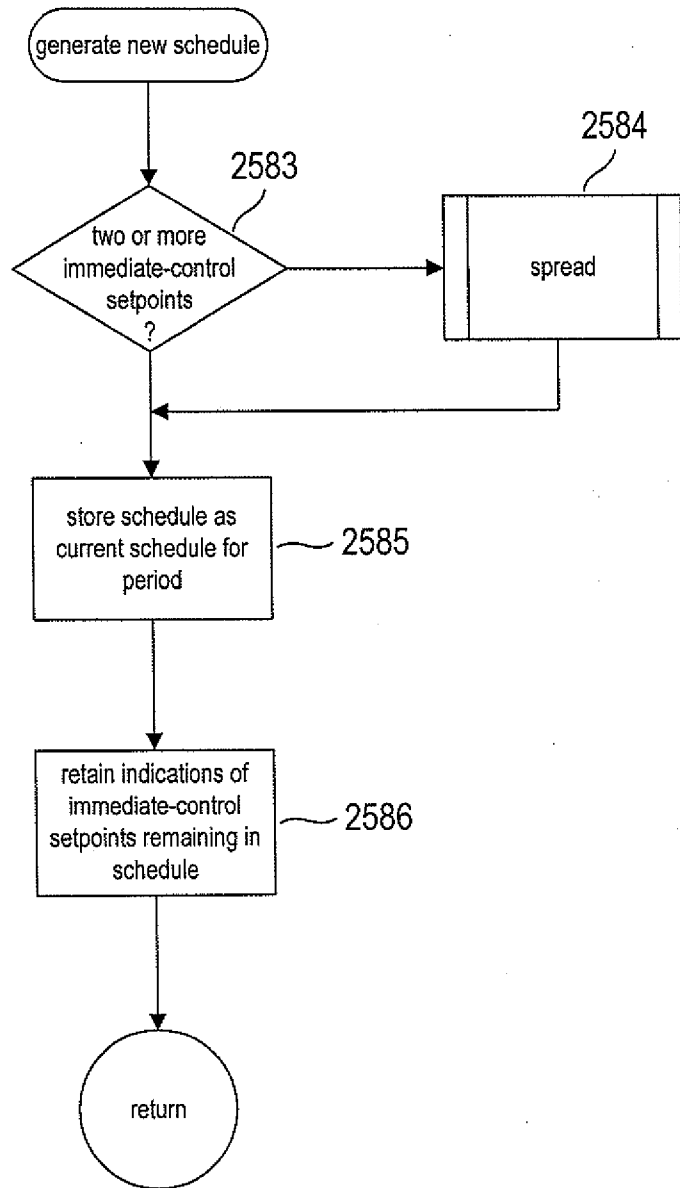 generate new schedule
2583
2584
two or more
immediate-control
setpoints
?
spread
store schedule as
current schedule for
period
2585
retain indications of
immediate-control
setpoints remaining in
schedule
2586
return